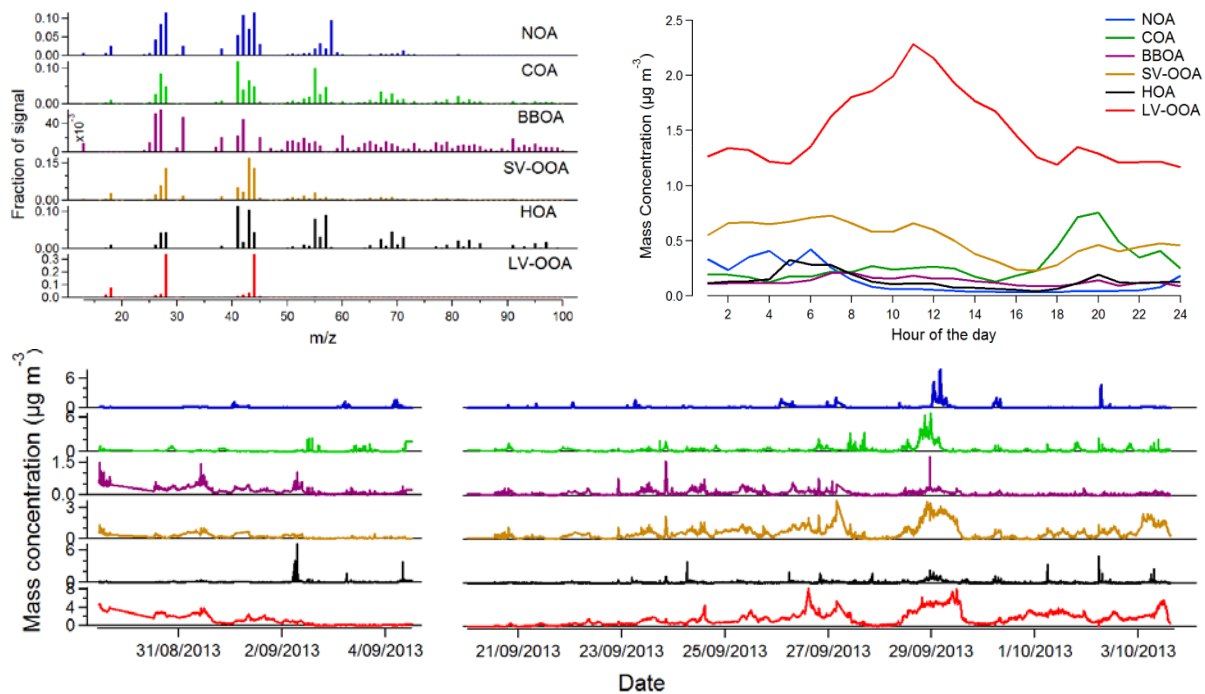 Fraction of signal
0.10
0.05
0.00
NOA
0.10
0.00
COA
x10⁻³
40
0
BBOA
0.15
0.00
SV-OOA
0.10
0.00
HOA
0.3
0.2
0.1
0.0
LV-OOA
20 30 40 50 60 70 80 90 100
m/z
Mass Concentration (µg m⁻³)
2.5
2.0
1.5
1.0
0.5
0.0
2 4 6 8 10 12 14 16 18 20 22 24
Hour of the day
NOA
COA
BBOA
SV-OOA
HOA
LV-OOA
Mass concentration (µg m⁻³)
6
0
6
0
1.5
0.0
3
0
6
0
8
4
0
31/08/2013 2/09/2013 4/09/2013 21/09/2013 23/09/2013 25/09/2013 27/09/2013 29/09/2013 1/10/2013 3/10/2013
Date